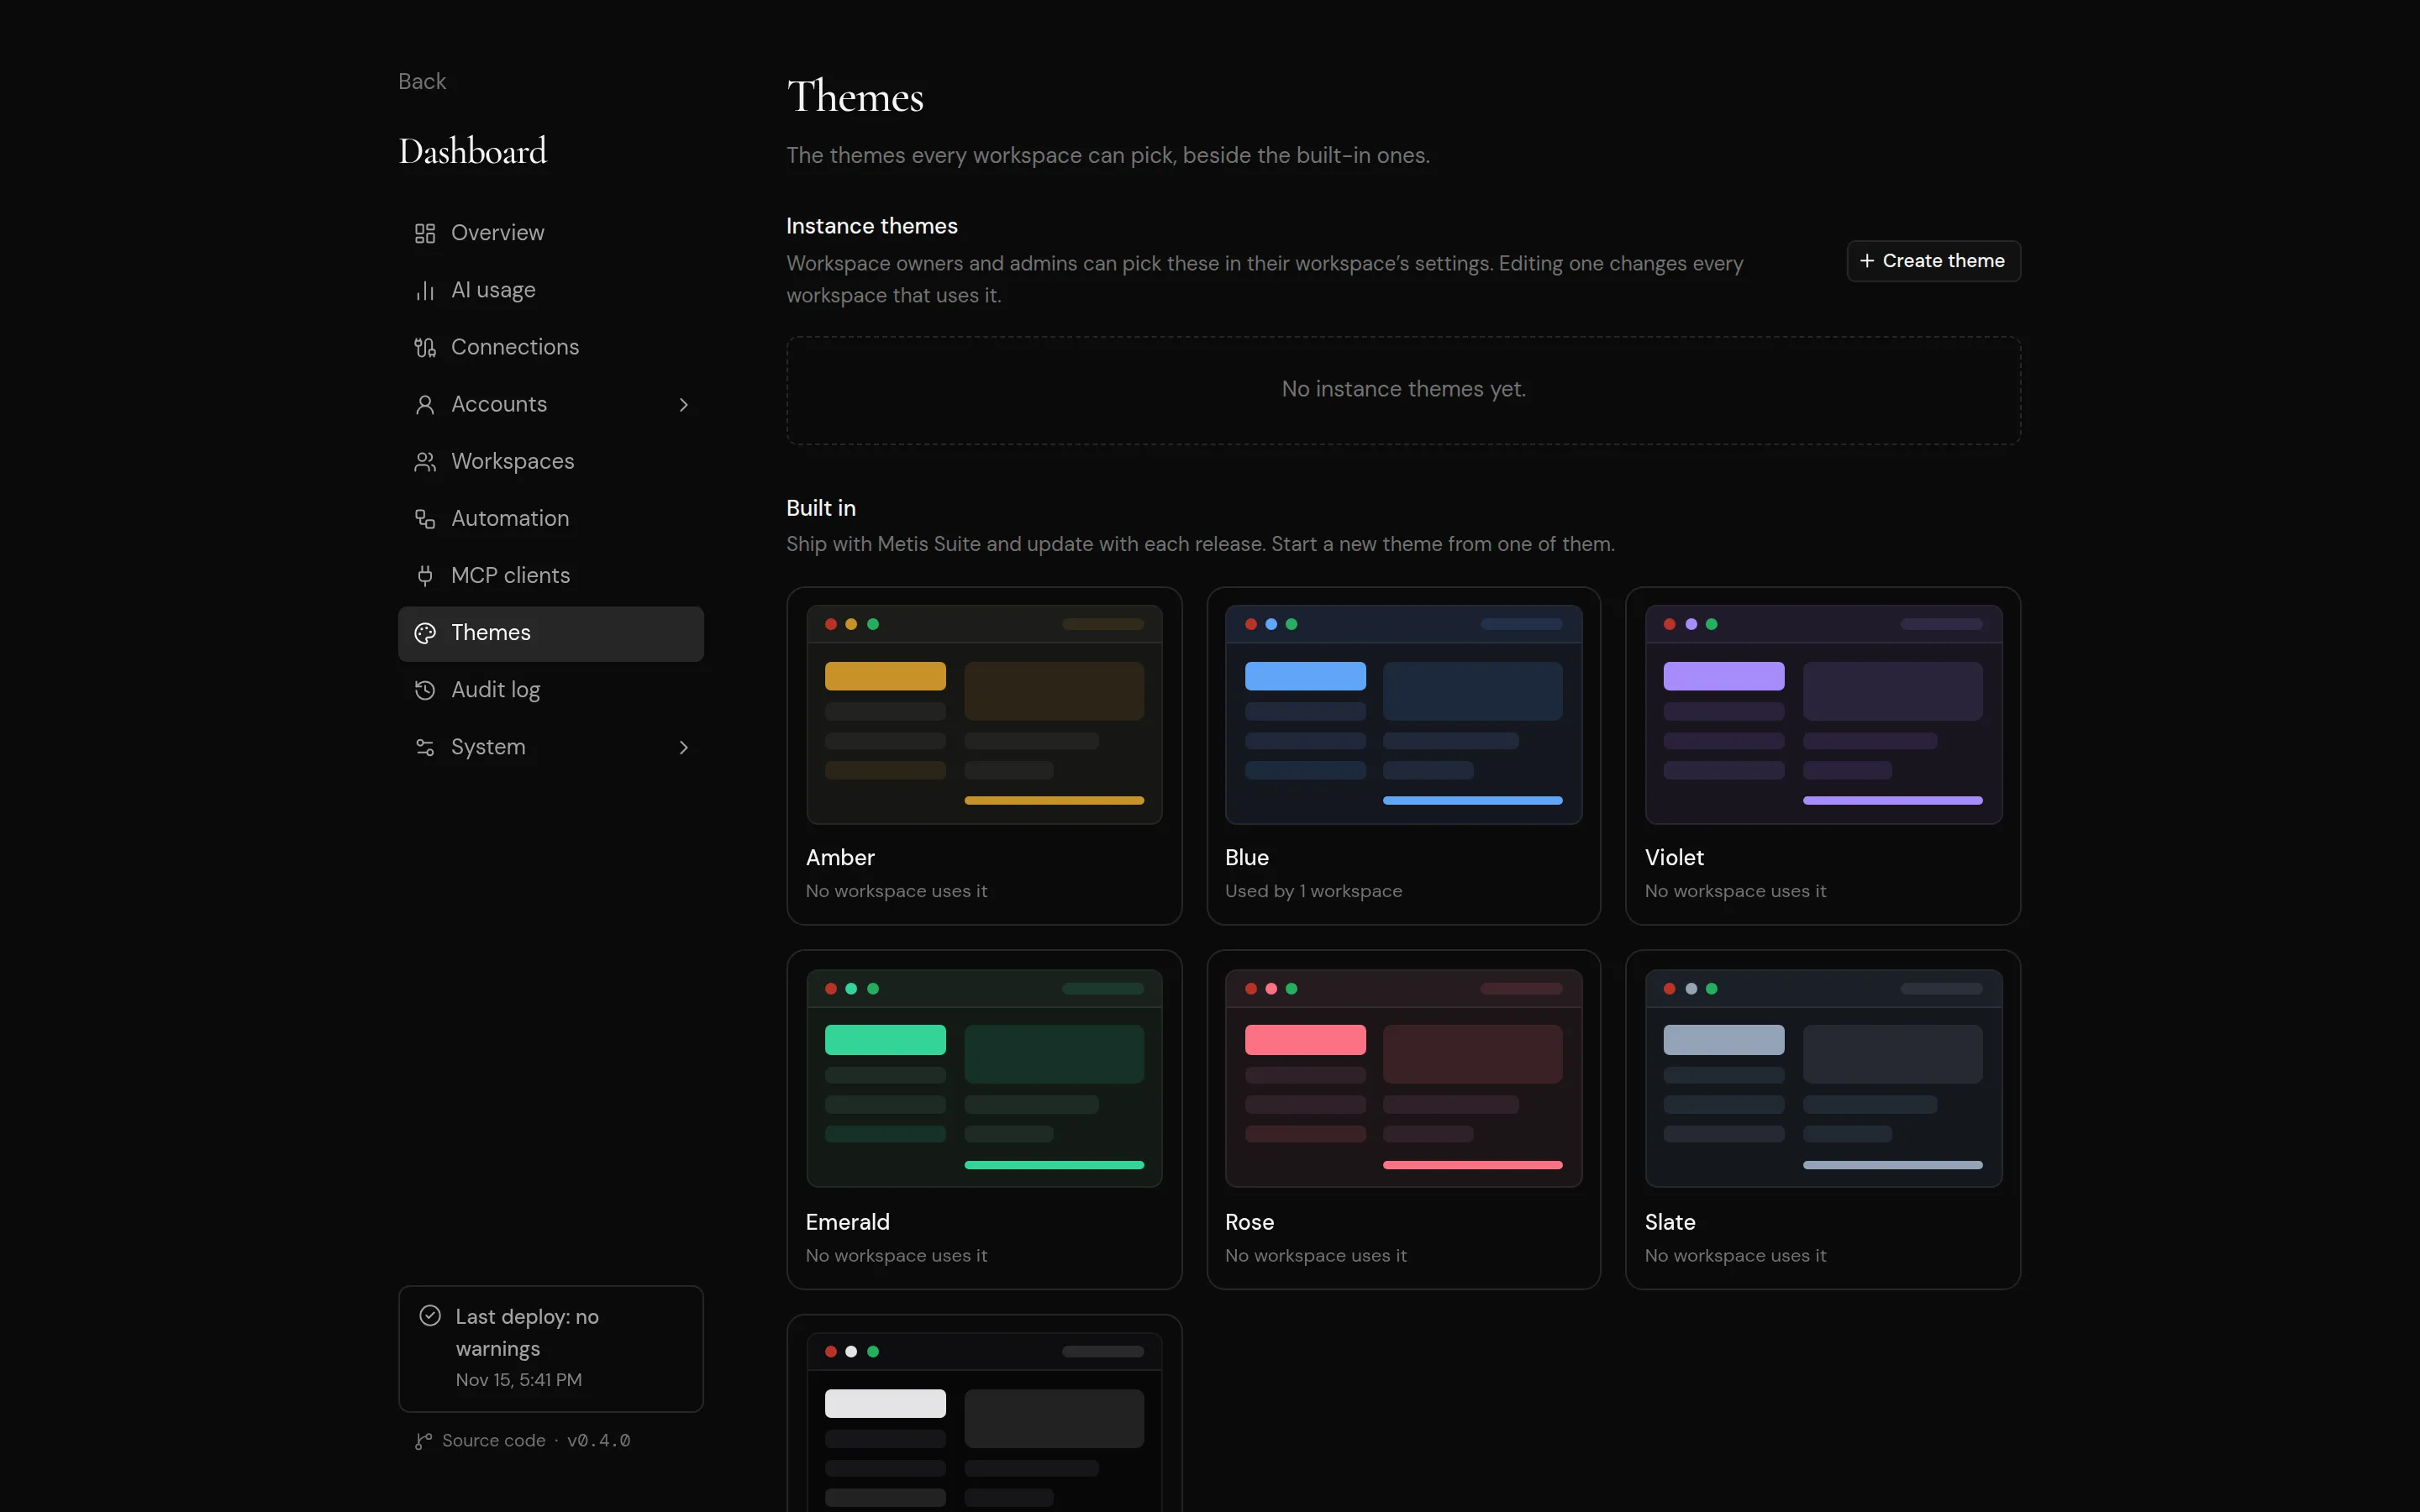 Back
Dashboard
Overview
AI usage
Connections
Accounts
Workspaces
Automation
MCP clients
Themes
Audit log
System
Last deploy: no
warnings
Nov 15, 5:41 PM
Source code · v0.4.0
Themes
The themes every workspace can pick, beside the built-in ones.
Instance themes
Workspace owners and admins can pick these in their workspace’s settings. Editing one changes every
workspace that uses it.
Create theme
No instance themes yet.
Built in
Ship with Metis Suite and update with each release. Start a new theme from one of them.
Amber
No workspace uses it
Blue
Used by 1 workspace
Violet
No workspace uses it
Emerald
No workspace uses it
Rose
No workspace uses it
Slate
No workspace uses it